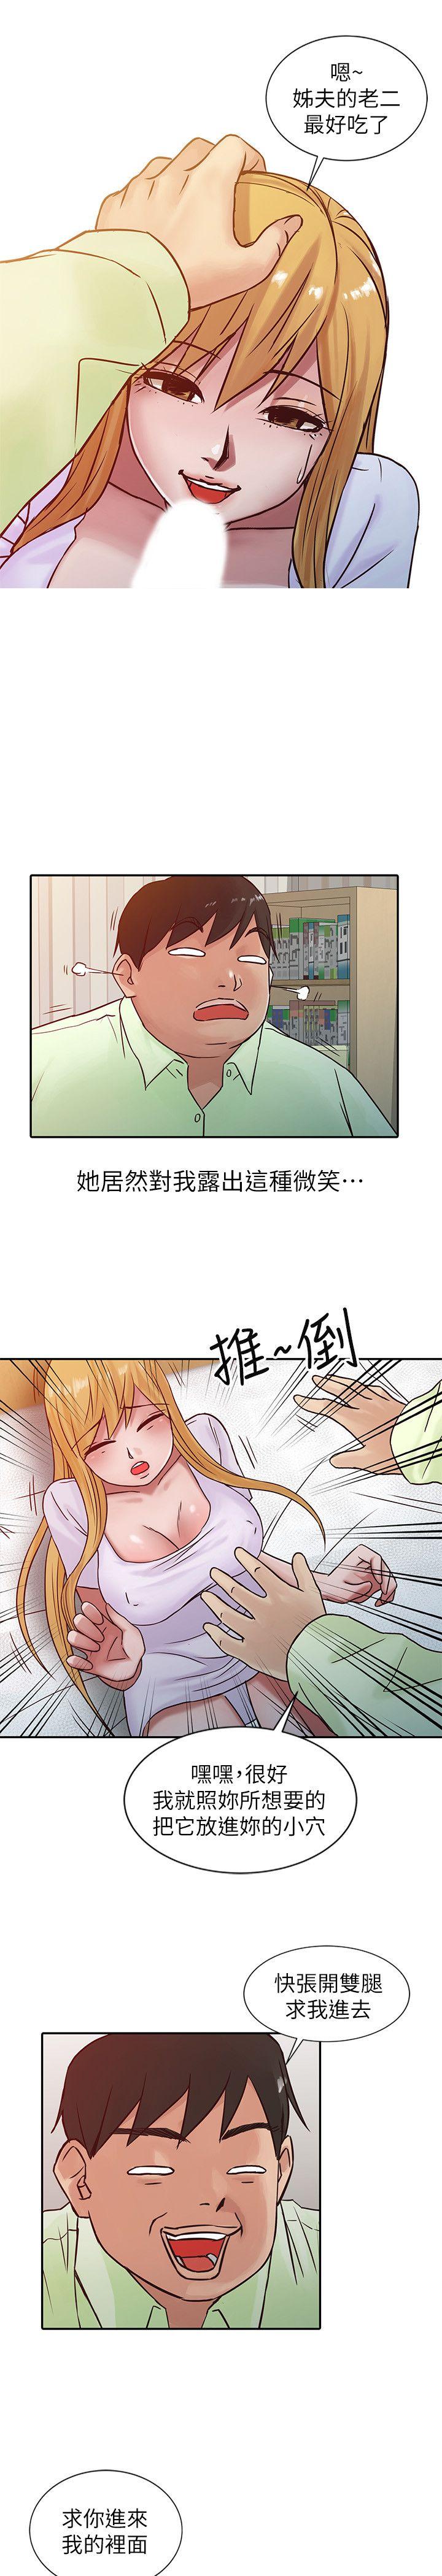 嗯~
姊夫的老二
最好吃了
她居然對我露出這種微笑…
推~倒
嘿嘿,很好
我就照妳所想要的
把它放進妳的小穴
快張開雙腿
求我進去
求你進來
我的裡面